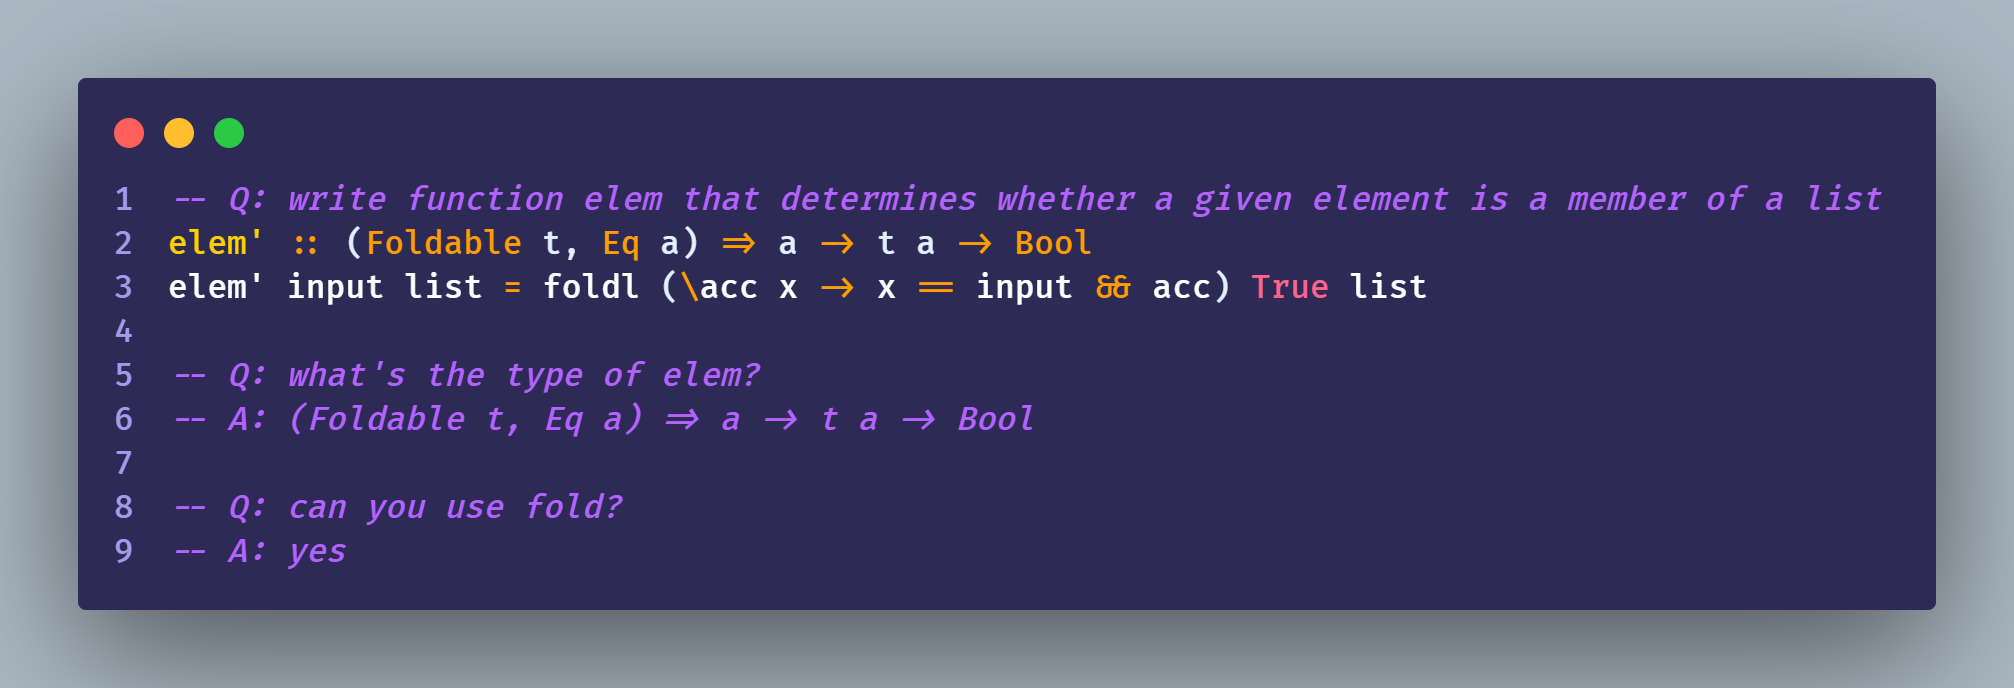 1 -- Q: write function elem that determines whether a given element is a member of a list
2 elem' :: (Foldable t, Eq a) => a -> t a -> Bool
3 elem' input list = foldl (\acc x -> x == input && acc) True list
4
5 -- Q: what's the type of elem?
6 -- A: (Foldable t, Eq a) => a -> t a -> Bool
7
8 -- Q: can you use fold?
9 -- A: yes